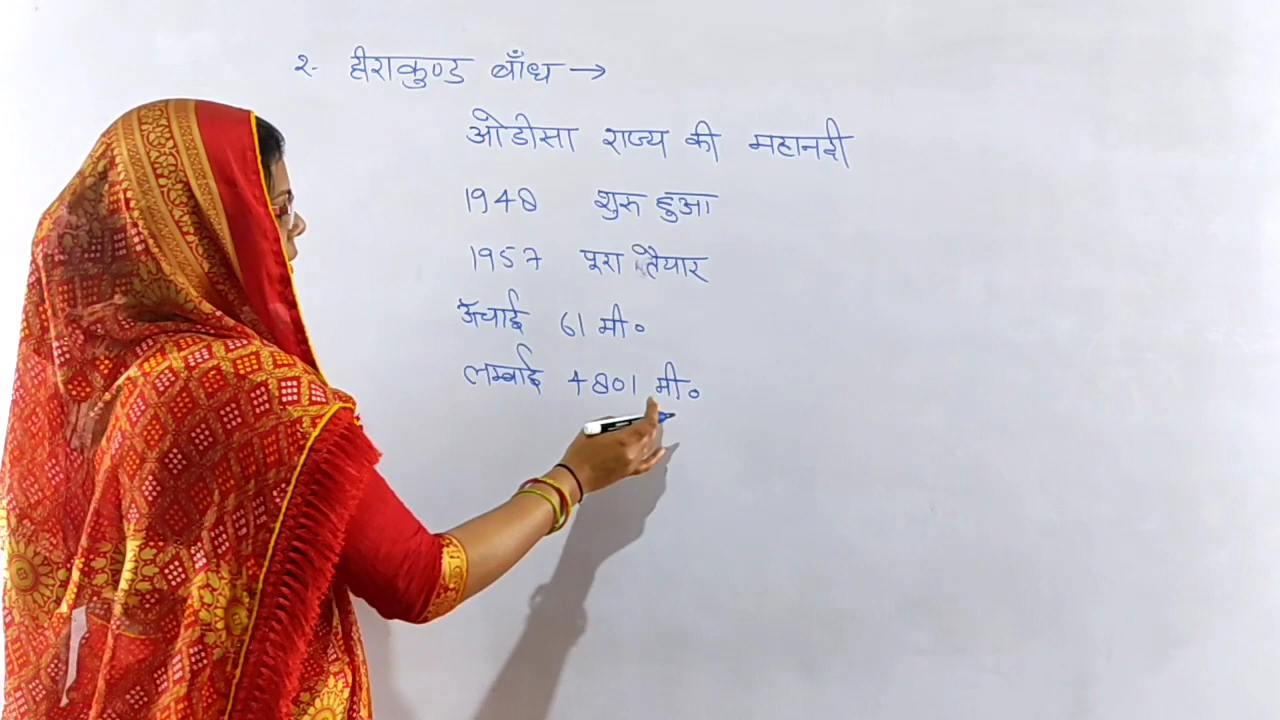 २- हीराकुण्ड बाँध →
ओडीसा राज्य की महानदी
1948 शुरु हुआ
1957 पूरा तैयार
ऊँचाई 61 मी०
लम्बाई 4801 मी०